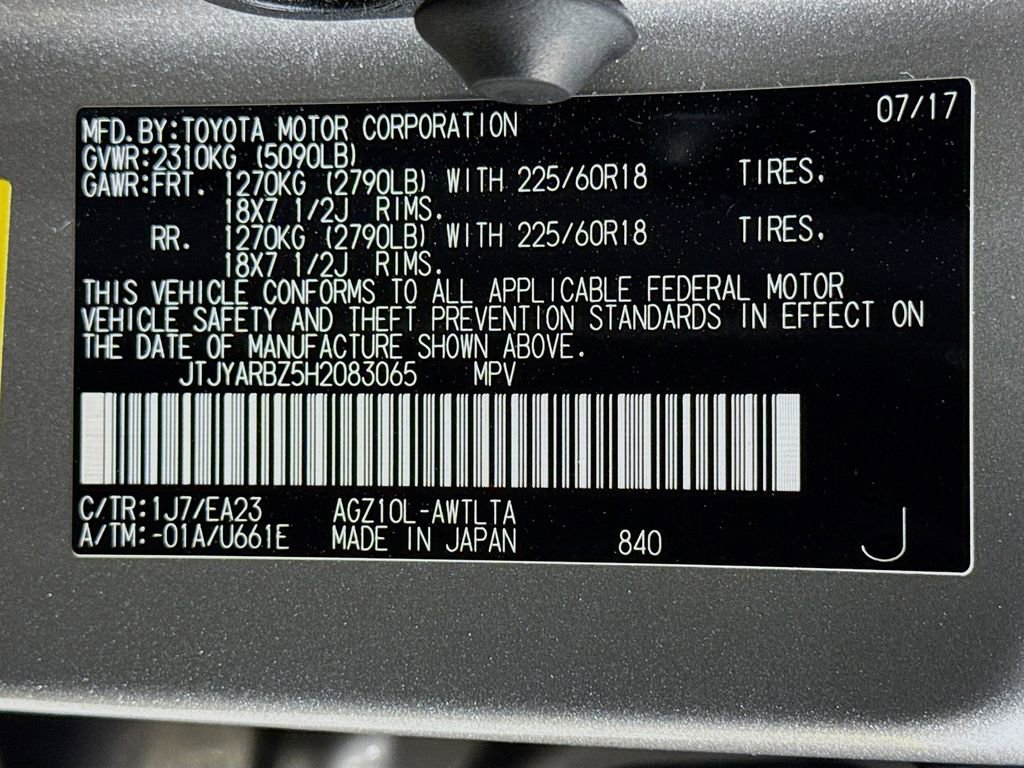 07/17
MFD.BY:TOYOTA MOTOR CORPORATION
GVWR:2310KG (5090LB)
GAWR:FRT. 1270KG (2790LB) WITH 225/60R18 TIRES.
18X7 1/2J RIMS.
RR. 1270KG (2790LB) WITH 225/60R18 TIRES.
18X7 1/2J RIMS.
THIS VEHICLE CONFORMS TO ALL APPLICABLE FEDERAL MOTOR
VEHICLE SAFETY AND THEFT PREVENTION STANDARDS IN EFFECT ON
THE DATE OF MANUFACTURE SHOWN ABOVE.
JTJYARBZ5H2083065 MPV
C/TR:1J7/EA23 AGZ10L-AWTLTA
A/TM:-01A/U661E MADE IN JAPAN 840 J